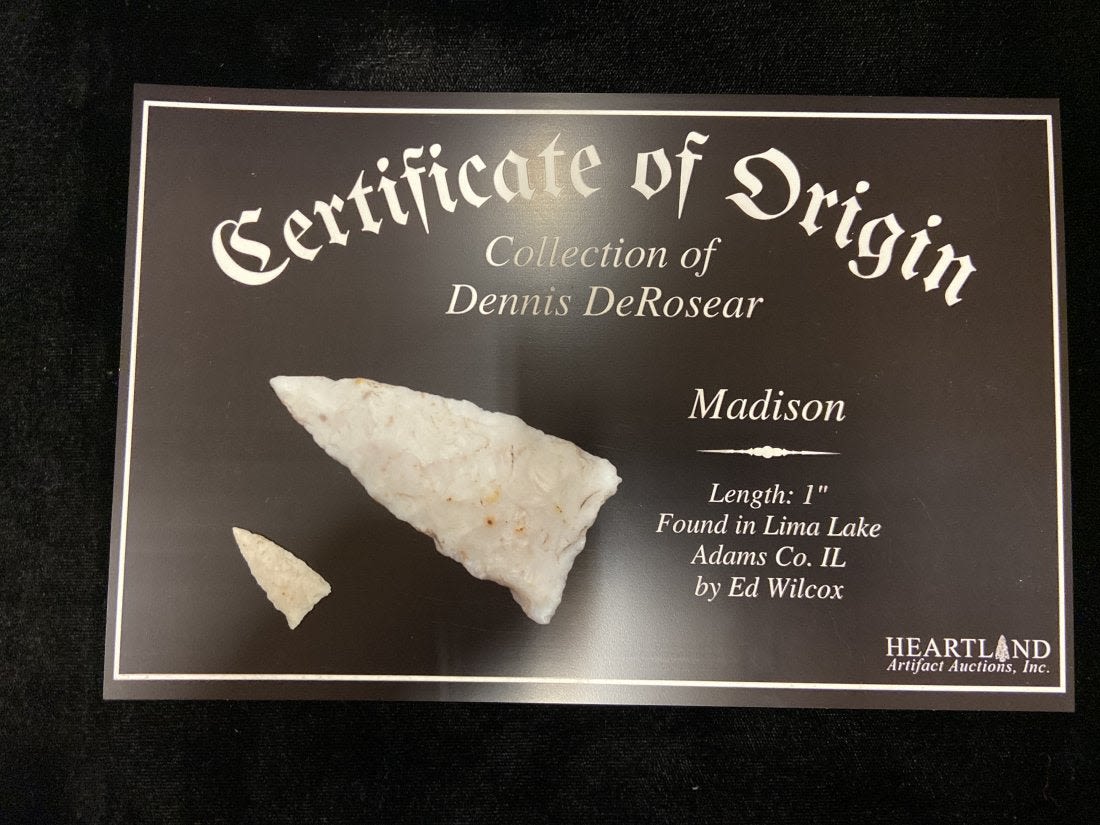 Certificate of Origin
Collection of
Dennis DeRosear
Madison
Length: 1"
Found in Lima Lake
Adams Co. IL
by Ed Wilcox
HEARTLAND
Artifact Auctions, Inc.